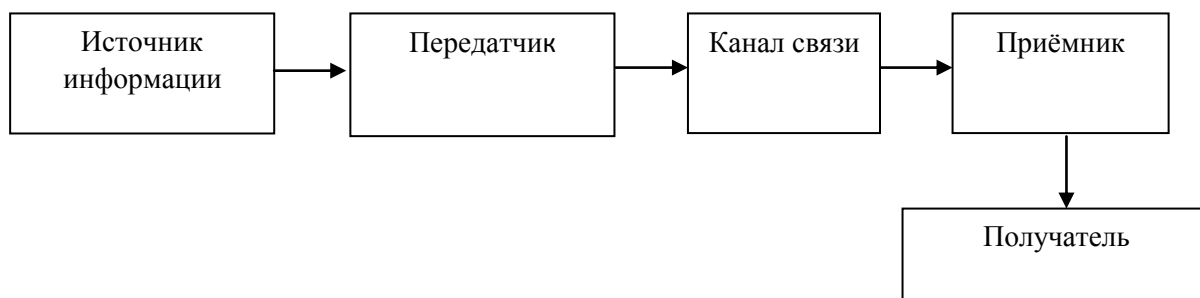 Источник
информации
Передатчик
Канал связи
Приёмник
Получатель